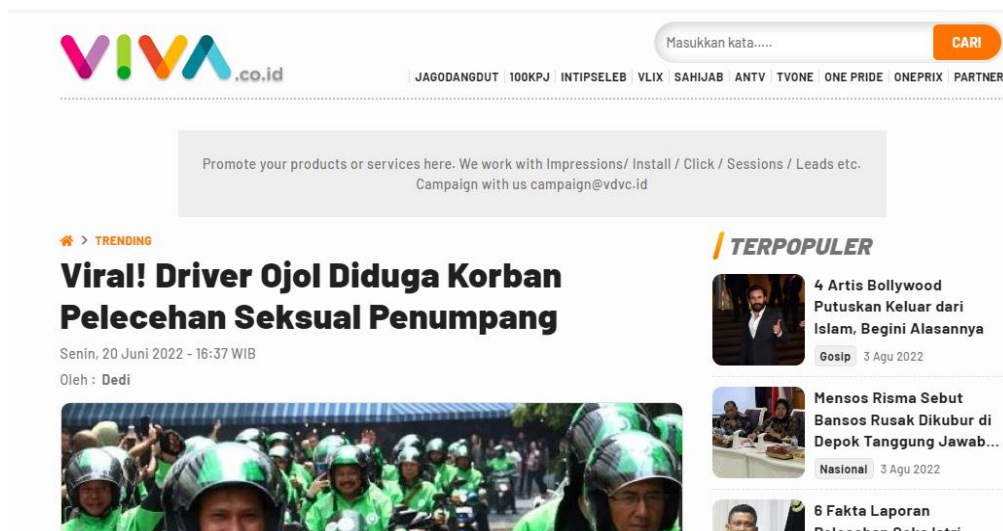 VIVA.co.id
Masukkan kata.....
CARI
JAGODANGDUT | 100KPJ | INTIPSELEB | VLIX | SAHIJAB | ANTV | TVONE | ONE PRIDE | ONEPRIX | PARTNER
Promote your products or services here. We work with Impressions/ Install / Click / Sessions / Leads etc.
Campaign with us campaign@vdvc.id
> TRENDING
Viral! Driver Ojol Diduga Korban
Pelecehan Seksual Penumpang
Senin, 20 Juni 2022 - 16:37 WIB
Oleh : Dedi
TERPOPULER
4 Artis Bollywood
Putuskan Keluar dari
Islam, Begini Alasannya
Gosip 3 Agu 2022
Mensos Risma Sebut
Bansos Rusak Dikubur di
Depok Tanggung Jawab...
Nasional 3 Agu 2022
6 Fakta Laporan